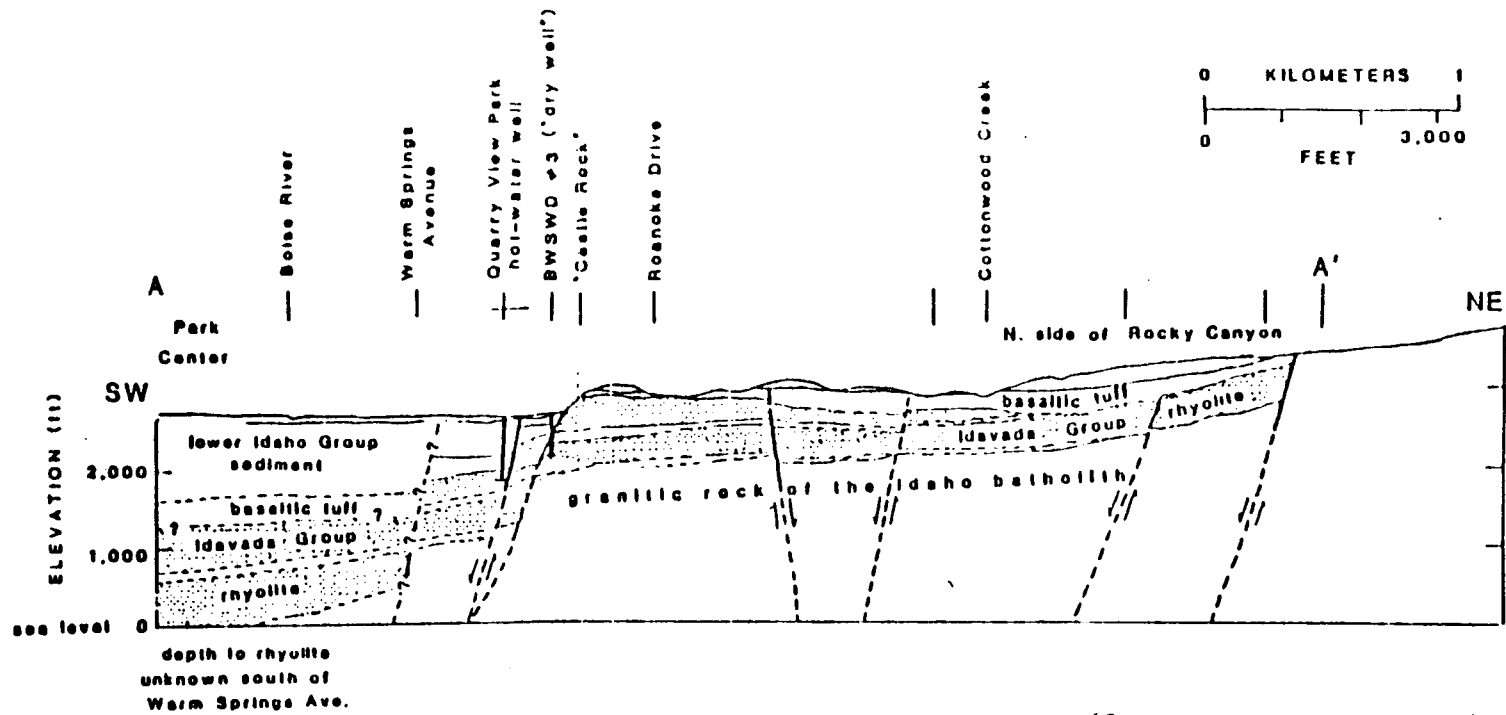 0 KILOMETERS 1
0 3,000
FEET
Boise River
Warm Springs
Avenue
Quarry View Park
hot-water well
BWSWD #3 ("dry well")
"Castle Rock"
Roanoke Drive
Cottonwood Creek
A
A'
Park
Center
SW
NE
N. side of Rocky Canyon
ELEVATION (ft)
2,000
1,000
sea level 0
lower Idaho Group
sediment
basaltic tuff
Idavada Group
rhyolite
?
?
?
?
?
basaltic tuff
rhyolite
Idavada Group
granitic rock of the Idaho batholith
depth to rhyolite
unknown south of
Warm Springs Ave.